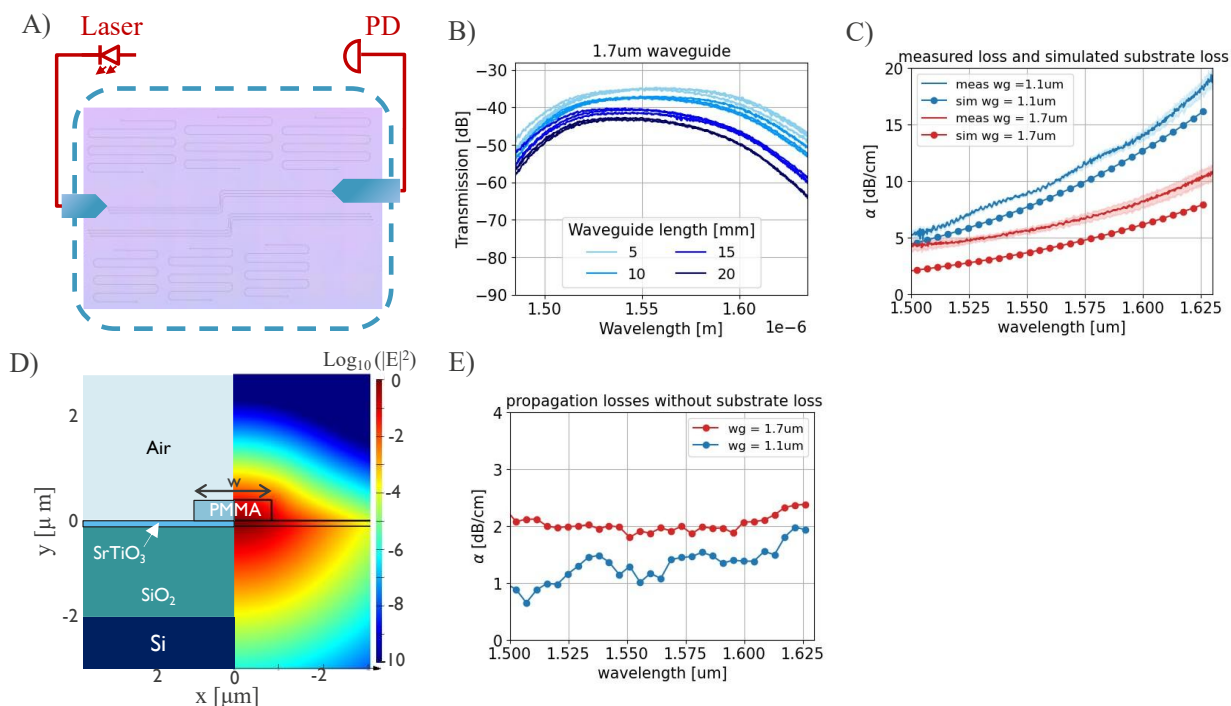 A)
Laser
PD
B)
1.7um waveguide
Transmission [dB]
−30
−40
−50
−60
−70
−80
−90
Waveguide length [mm]
5
15
10
20
1.50
1.55
1.60
Wavelength [m]
1e−6
C)
measured loss and simulated substrate loss
α [dB/cm]
20
15
10
5
0
meas wg =1.1um
sim wg = 1.1um
meas wg =1.7um
sim wg = 1.7um
1.500
1.525
1.550
1.575
1.600
1.625
wavelength [um]
D)
Log10 (|E|2)
y [μ m]
2
0
-2
Air
w
PMMA
SrTiO3
SiO2
Si
2
0
-2
x [μm]
0
-2
-4
-6
-8
10
E)
propagation losses without substrate loss
α [dB/cm]
4
3
2
1
0
wg = 1.7um
wg = 1.1um
1.500
1.525
1.550
1.575
1.600
1.625
wavelength [um]